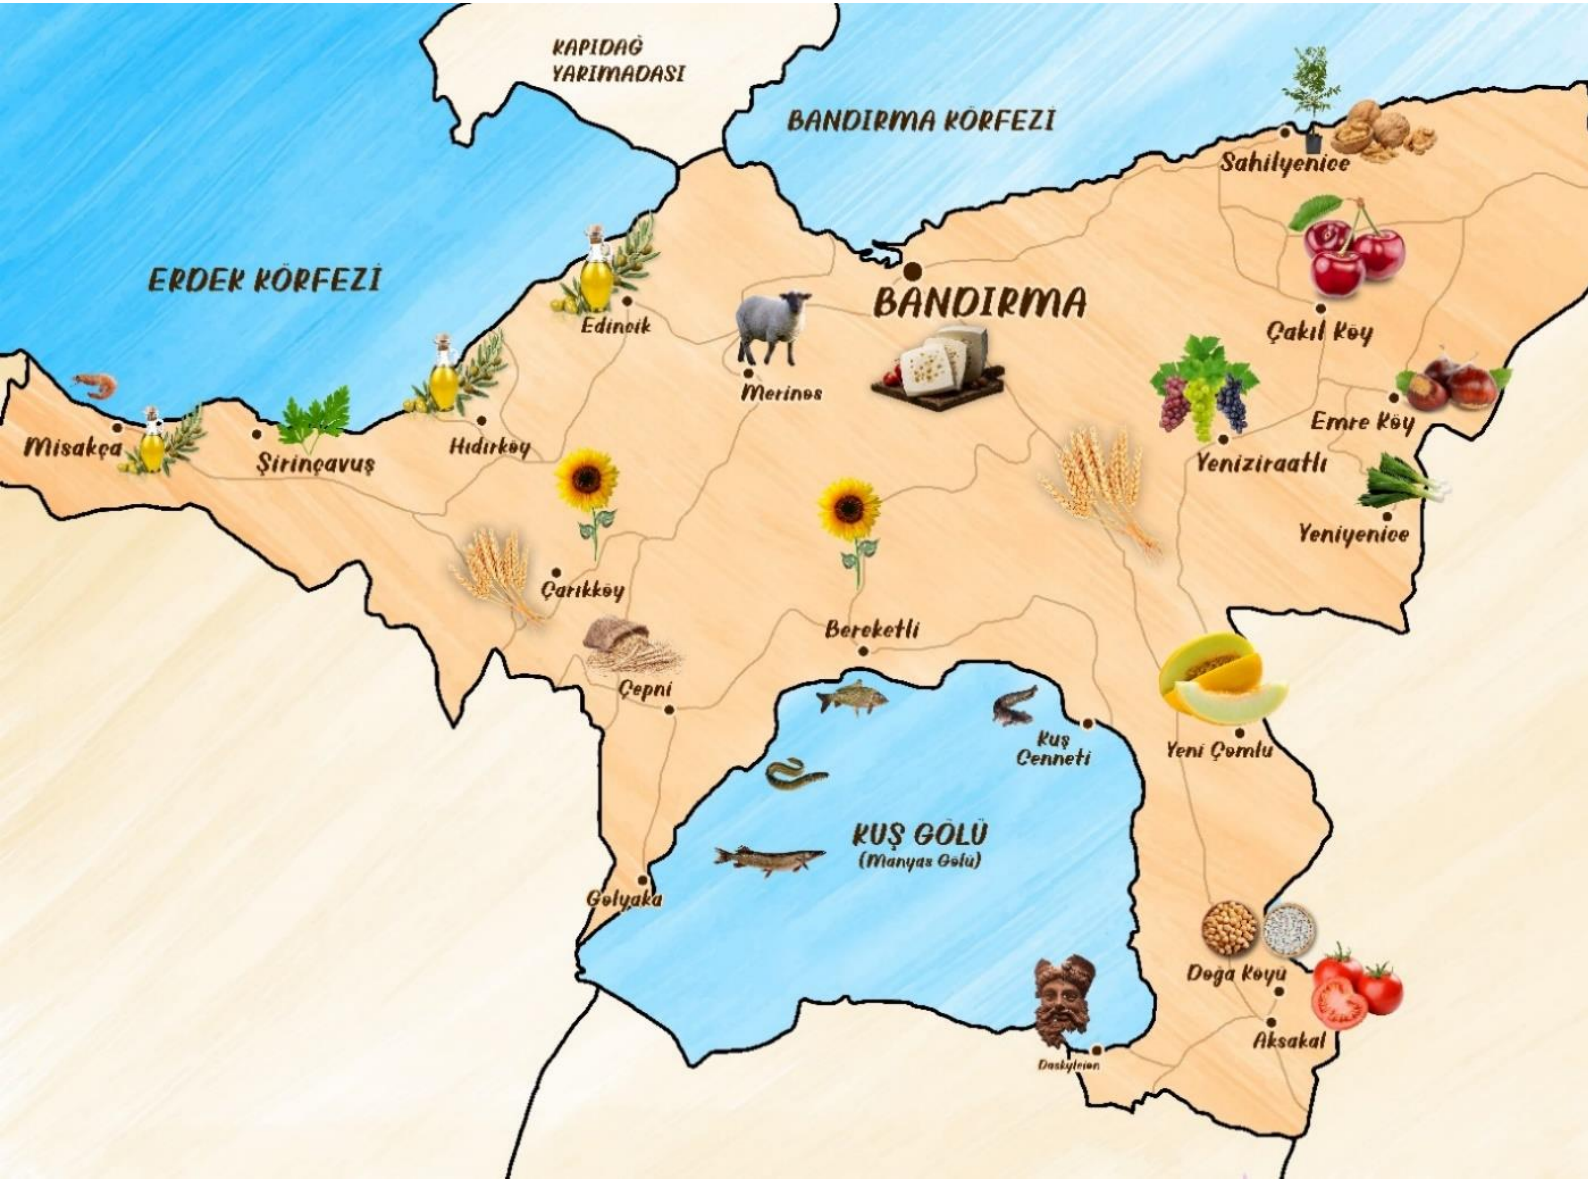 KAPIDAĞ
YARIMADASI
BANDIRMA KÖRFEZİ
Sahilyenice
ERDEK KÖRFEZİ
BANDIRMA
Edincik
Çakıl Köy
Merinos
Emre Köy
Misakça
Şirinçavuş
Hıdırköy
Yeniziraatlı
Yeniyenice
Çarıkköy
Bereketli
Çepni
Kuş
Cenneti
Yeni Çomlu
KUŞ GÖLÜ
(Manyas Gölü)
Gölyaka
Doğa Köyü
Aksakal
Daskyleion